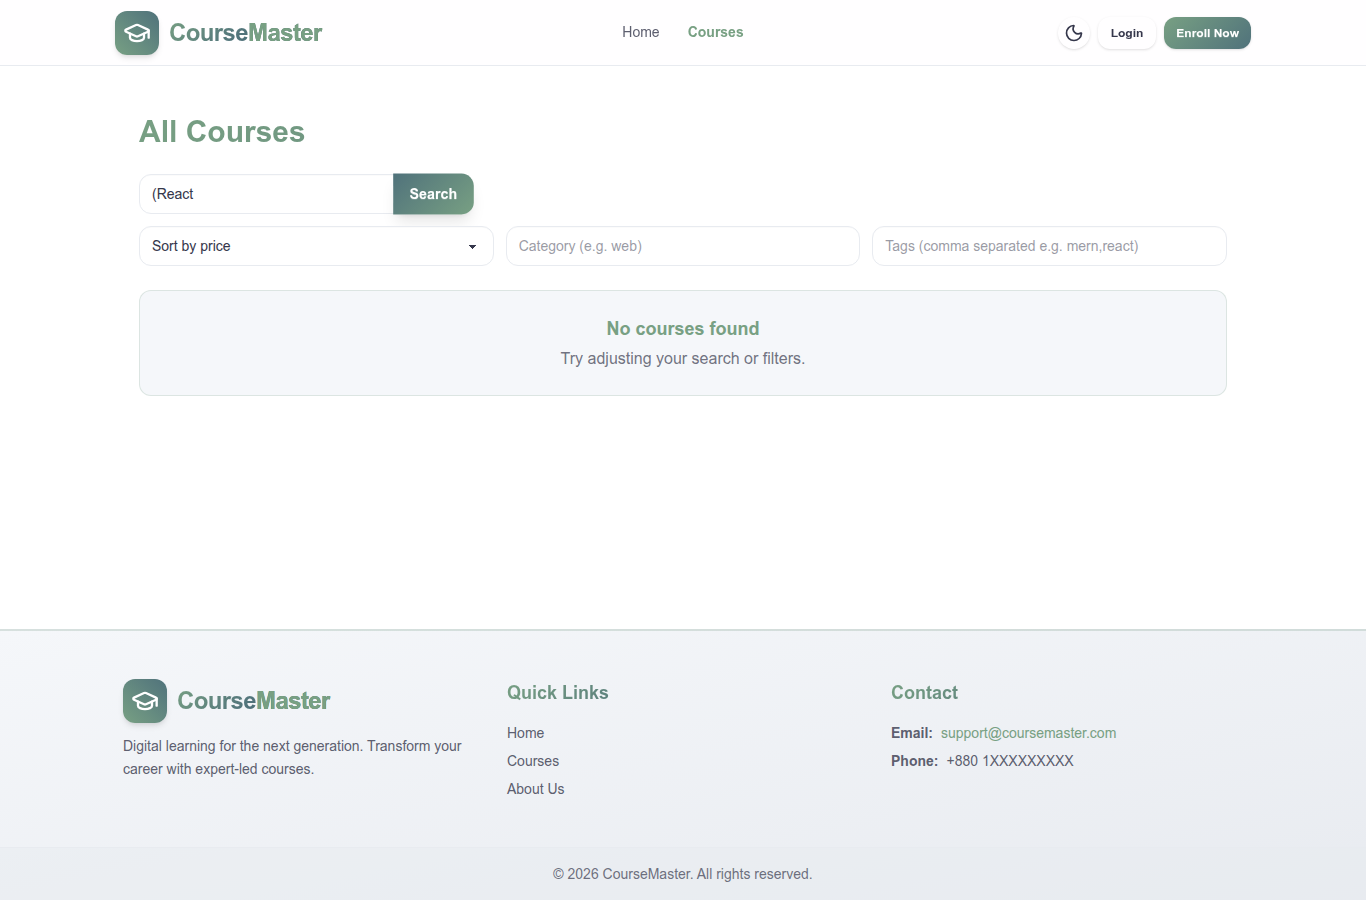 CourseMaster
Home
Courses
Login
Enroll Now
All Courses
(React
Search
Sort by price
Category (e.g. web)
Tags (comma separated e.g. mern,react)
No courses found
Try adjusting your search or filters.
CourseMaster
Digital learning for the next generation. Transform your
career with expert-led courses.
Quick Links
Home
Courses
About Us
Contact
Email: support@coursemaster.com
Phone: +880 1XXXXXXXXX
© 2026 CourseMaster. All rights reserved.